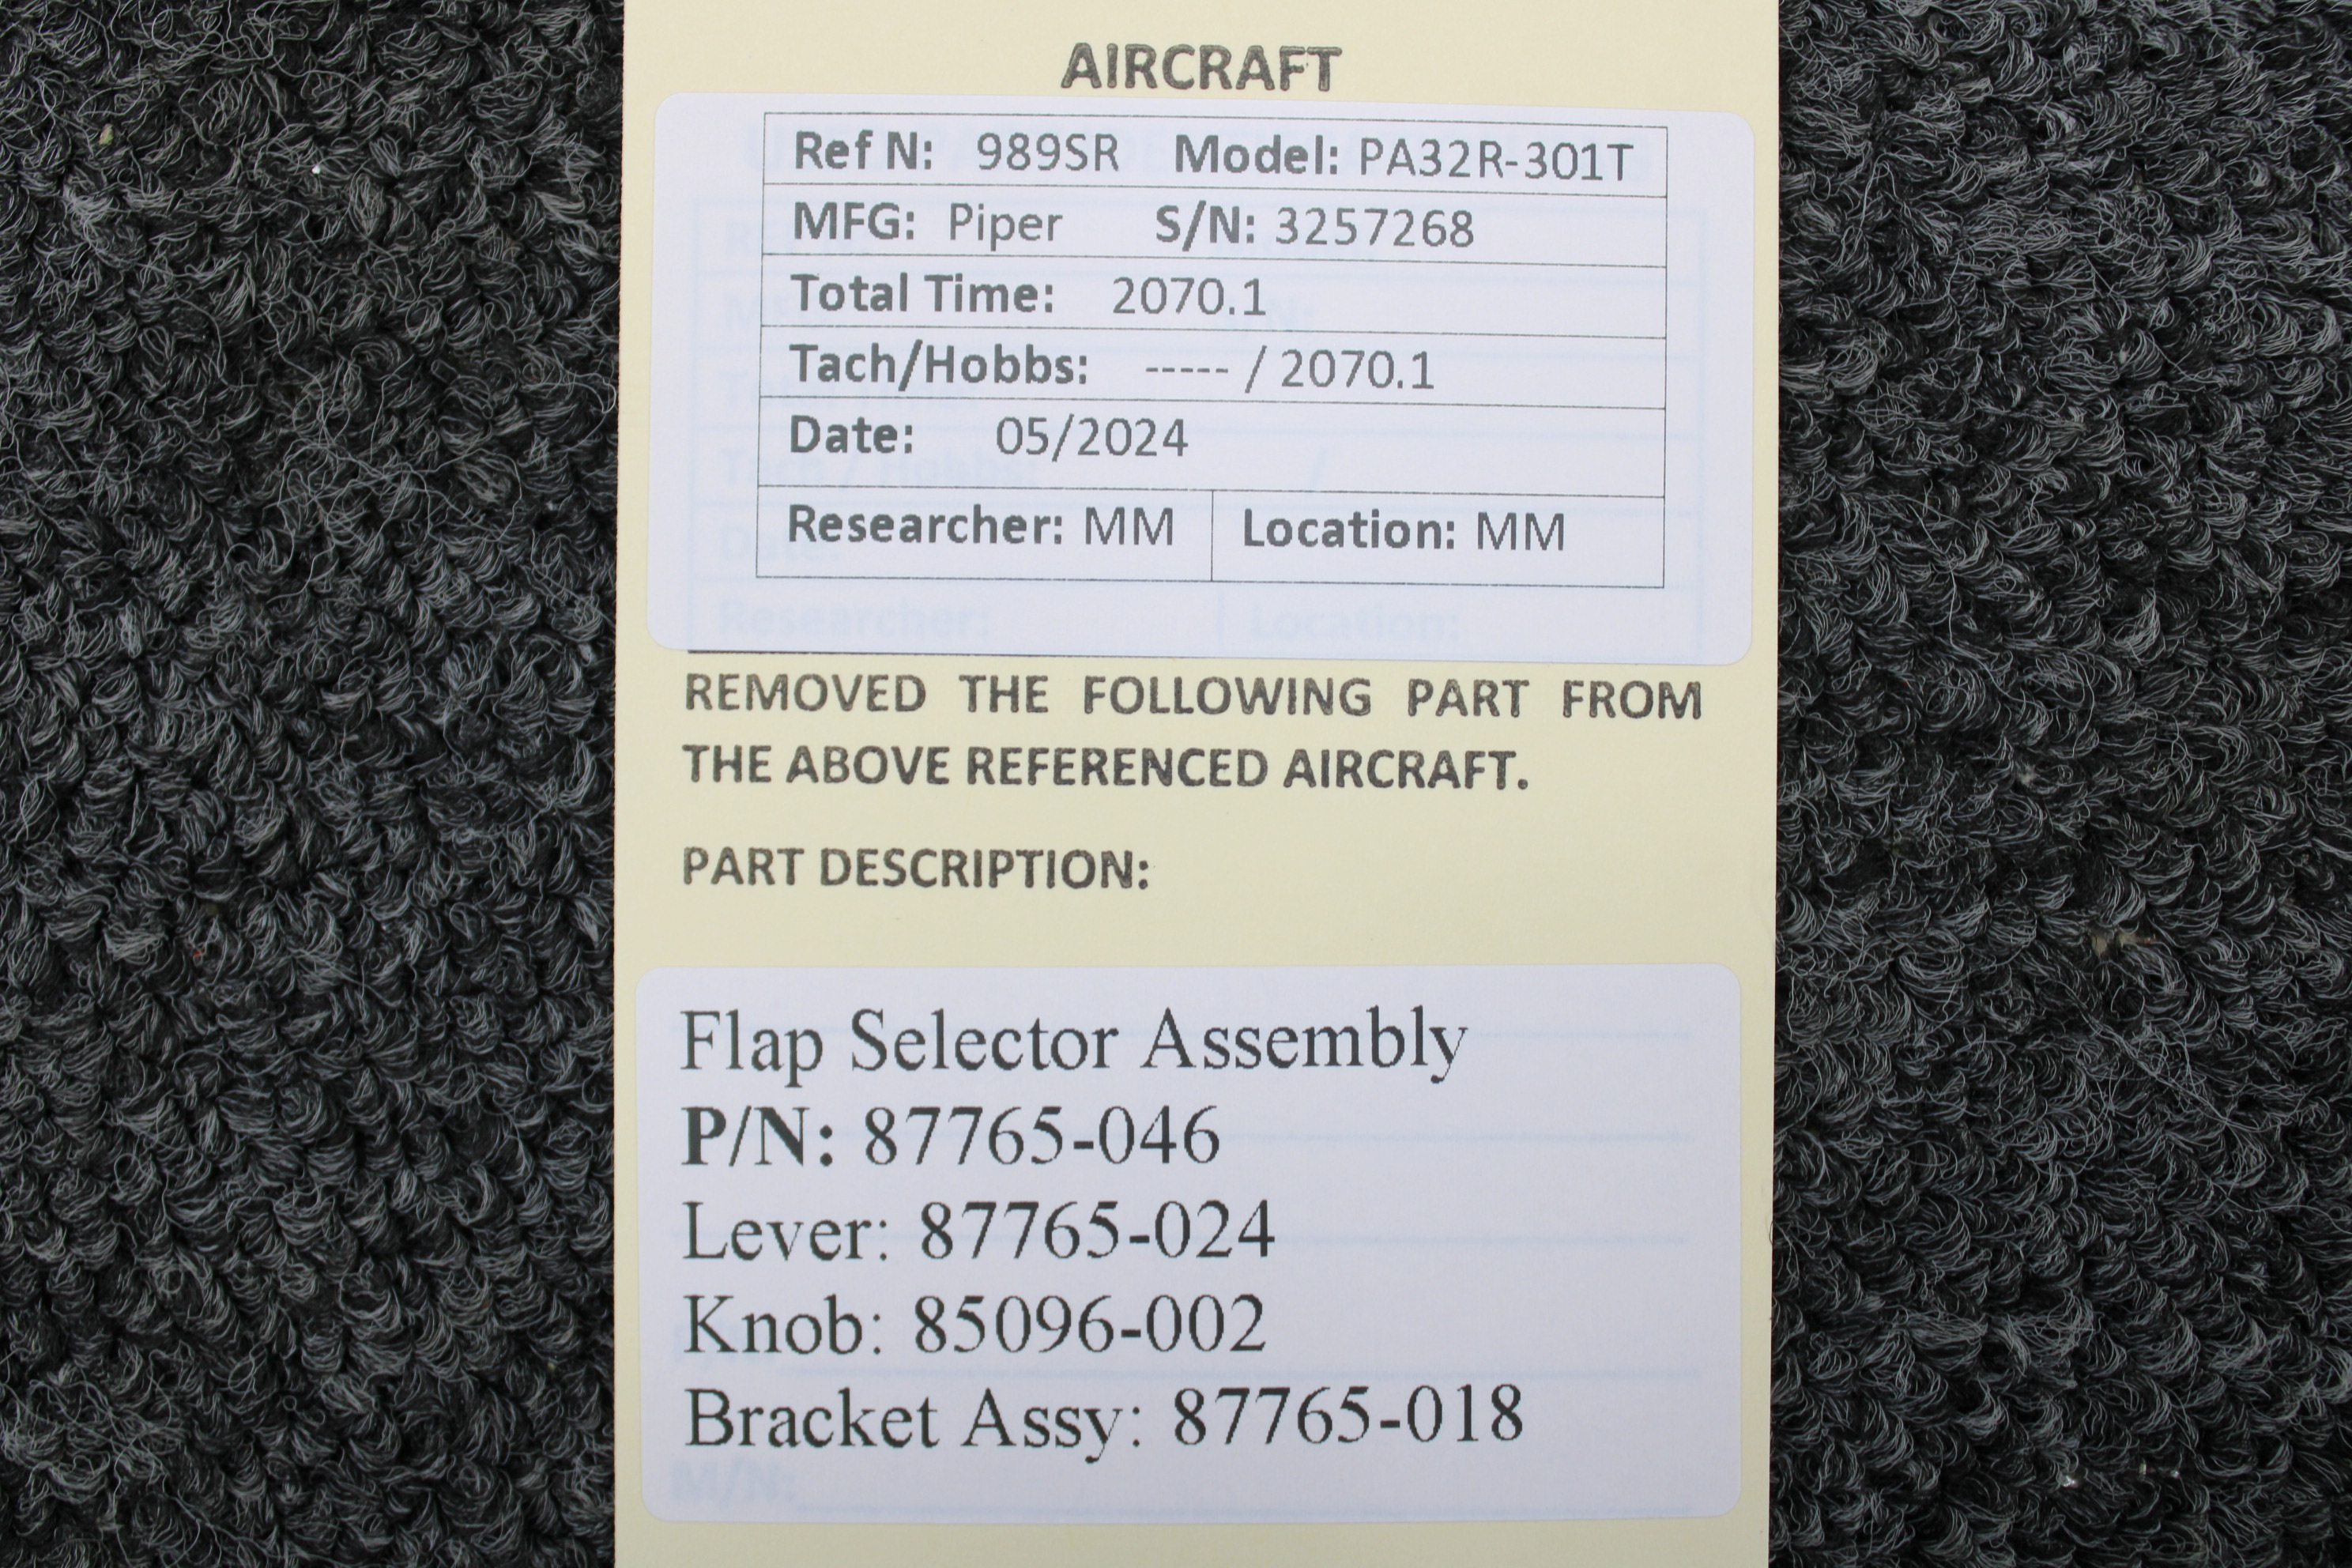 AIRCRAFT
Ref N: 989SR Model: PA32R-301T
MFG: Piper S/N: 3257268
Total Time: 2070.1
Tach/Hobbs: ----- / 2070.1
Date: 05/2024
Researcher: MM Location: MM
REMOVED THE FOLLOWING PART FROM
THE ABOVE REFERENCED AIRCRAFT.
PART DESCRIPTION:
Flap Selector Assembly
P/N: 87765-046
Lever: 87765-024
Knob: 85096-002
Bracket Assy: 87765-018
M/N: